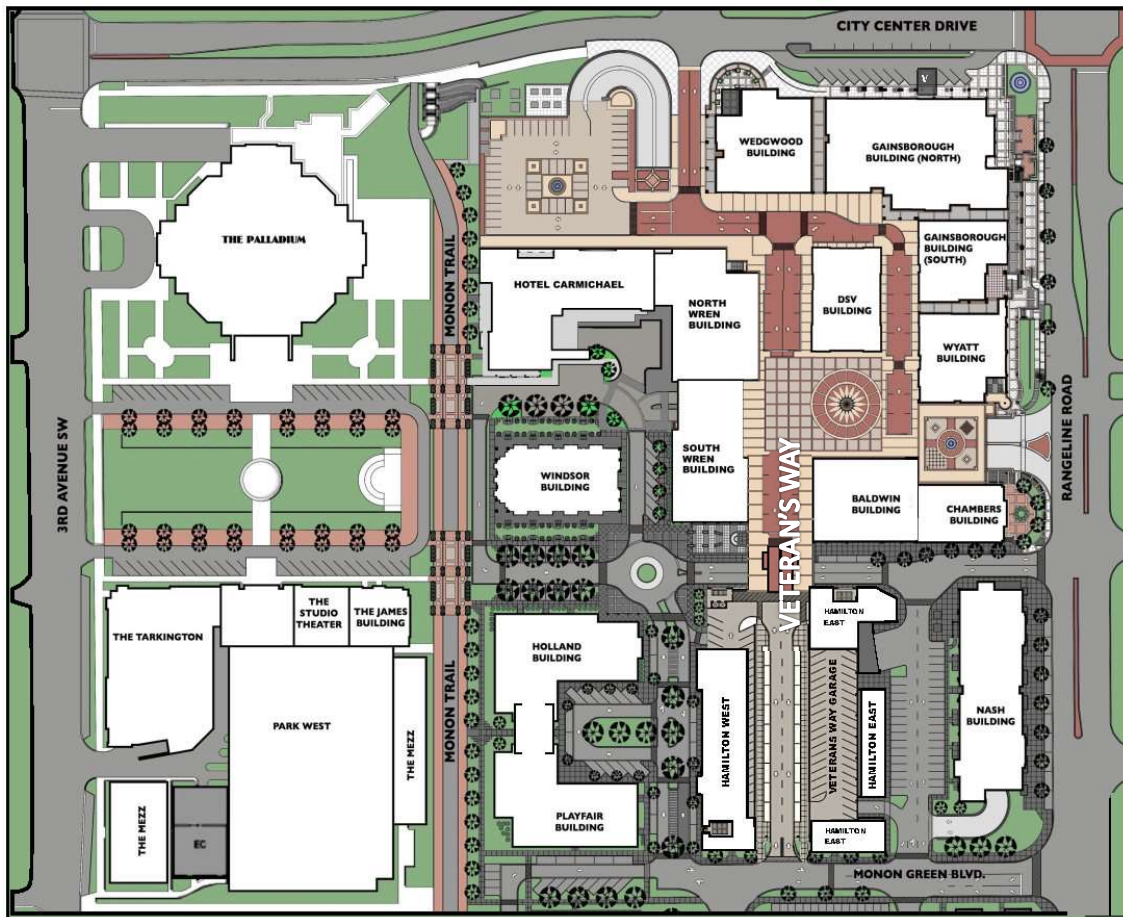 CITY CENTER DRIVE
A
WEDGWOOD
BUILDING
GAINSBOROUGH
BUILDING (NORTH)
THE PALLADIUM
MONON TRAIL
GAINSBOROUGH
BUILDING
(SOUTH)
HOTEL CARMICHAEL
NORTH
WREN
BUILDING
DSV
BUILDING
WYATT
BUILDING
RANGELINE ROAD
3RD AVENUE SW
WINDSOR
BUILDING
SOUTH
WREN
BUILDING
VETERAN'S WAY
BALDWIN
BUILDING
CHAMBERS
BUILDING
THE TARKINGTON
THE
STUDIO
THEATER
THE JAMES
BUILDING
HAMILTON
EAST
HOLLAND
BUILDING
PARK WEST
THE MEZZ
MONON TRAIL
HAMILTON WEST
VETERANS WAY GARAGE
HAMILTON EAST
NASH
BUILDING
THE MEZZ
EC
PLAYFAIR
BUILDING
HAMILTON
EAST
MONON GREEN BLVD.